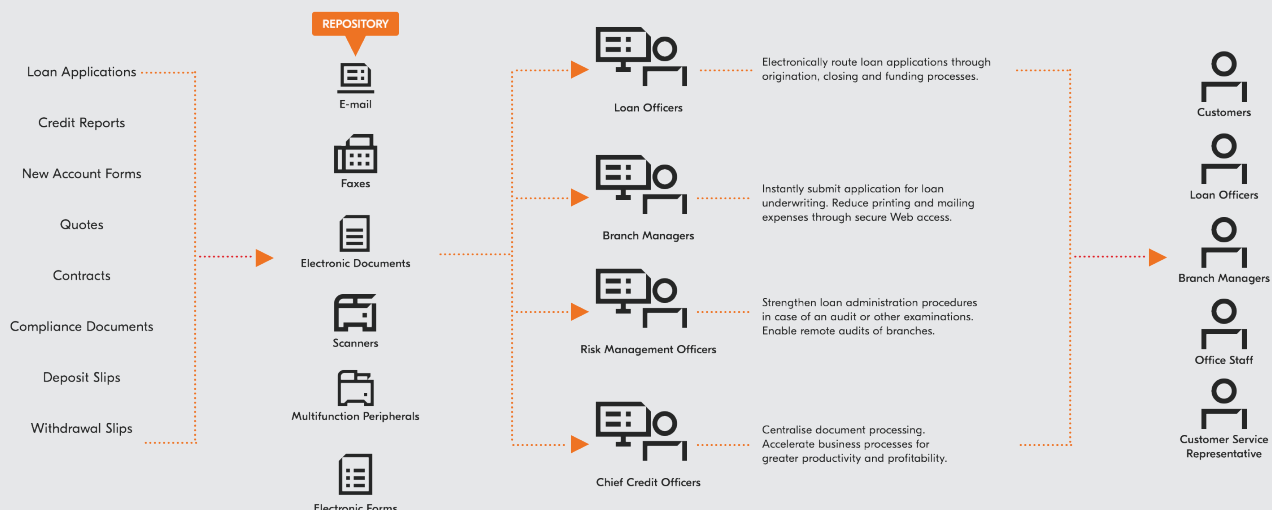 REPOSITORY
Loan Applications
Credit Reports
New Account Forms
Quotes
Contracts
Compliance Documents
Deposit Slips
Withdrawal Slips
E-mail
Faxes
Electronic Documents
Scanners
Multifunction Peripherals
Electronic Forms
Loan Officers
Electronically route loan applications through
origination, closing and funding processes.
Branch Managers
Instantly submit application for loan
underwriting. Reduce printing and mailing
expenses through secure Web access.
Risk Management Officers
Strengthen loan administration procedures
in case of an audit or other examinations.
Enable remote audits of branches.
Chief Credit Officers
Centralise document processing.
Accelerate business processes for
greater productivity and profitability.
Customers
Loan Officers
Branch Managers
Office Staff
Customer Service
Representative